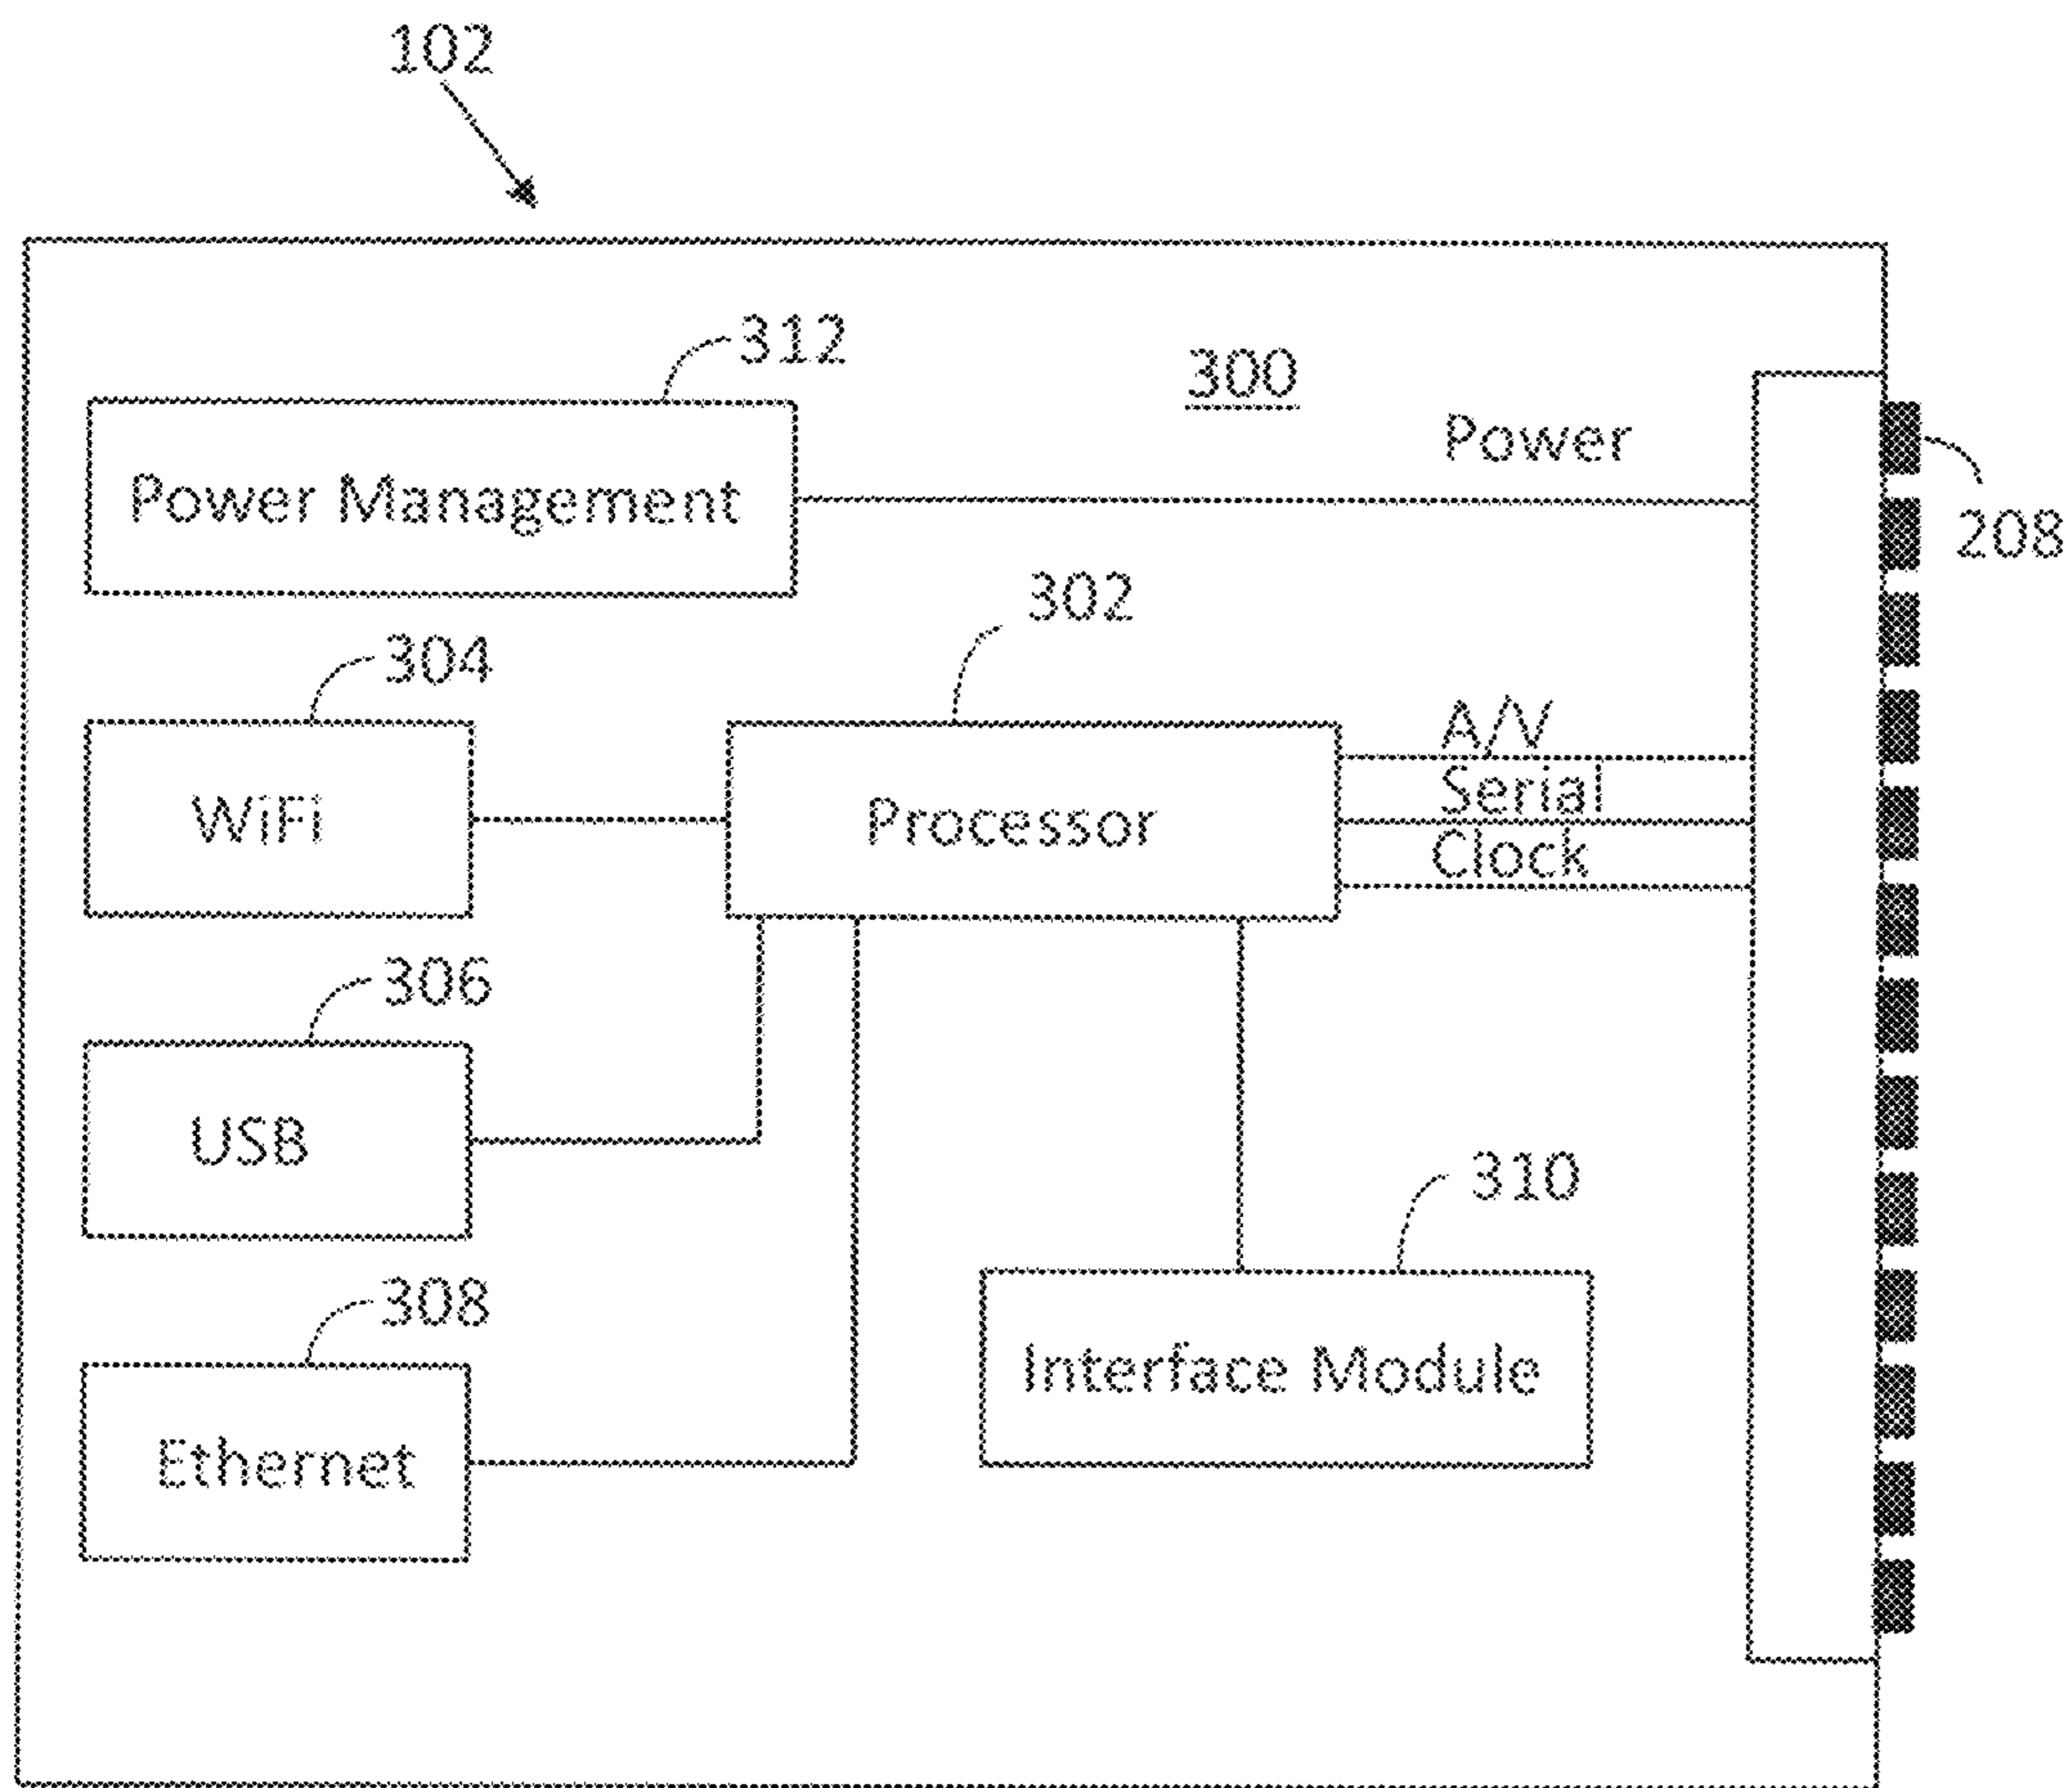 102
312
300
Power
Power Management
208
302
304
A/V
Serial
WiFi
Processor
Clock
306
USB
310
308
Interface Module
Ethernet